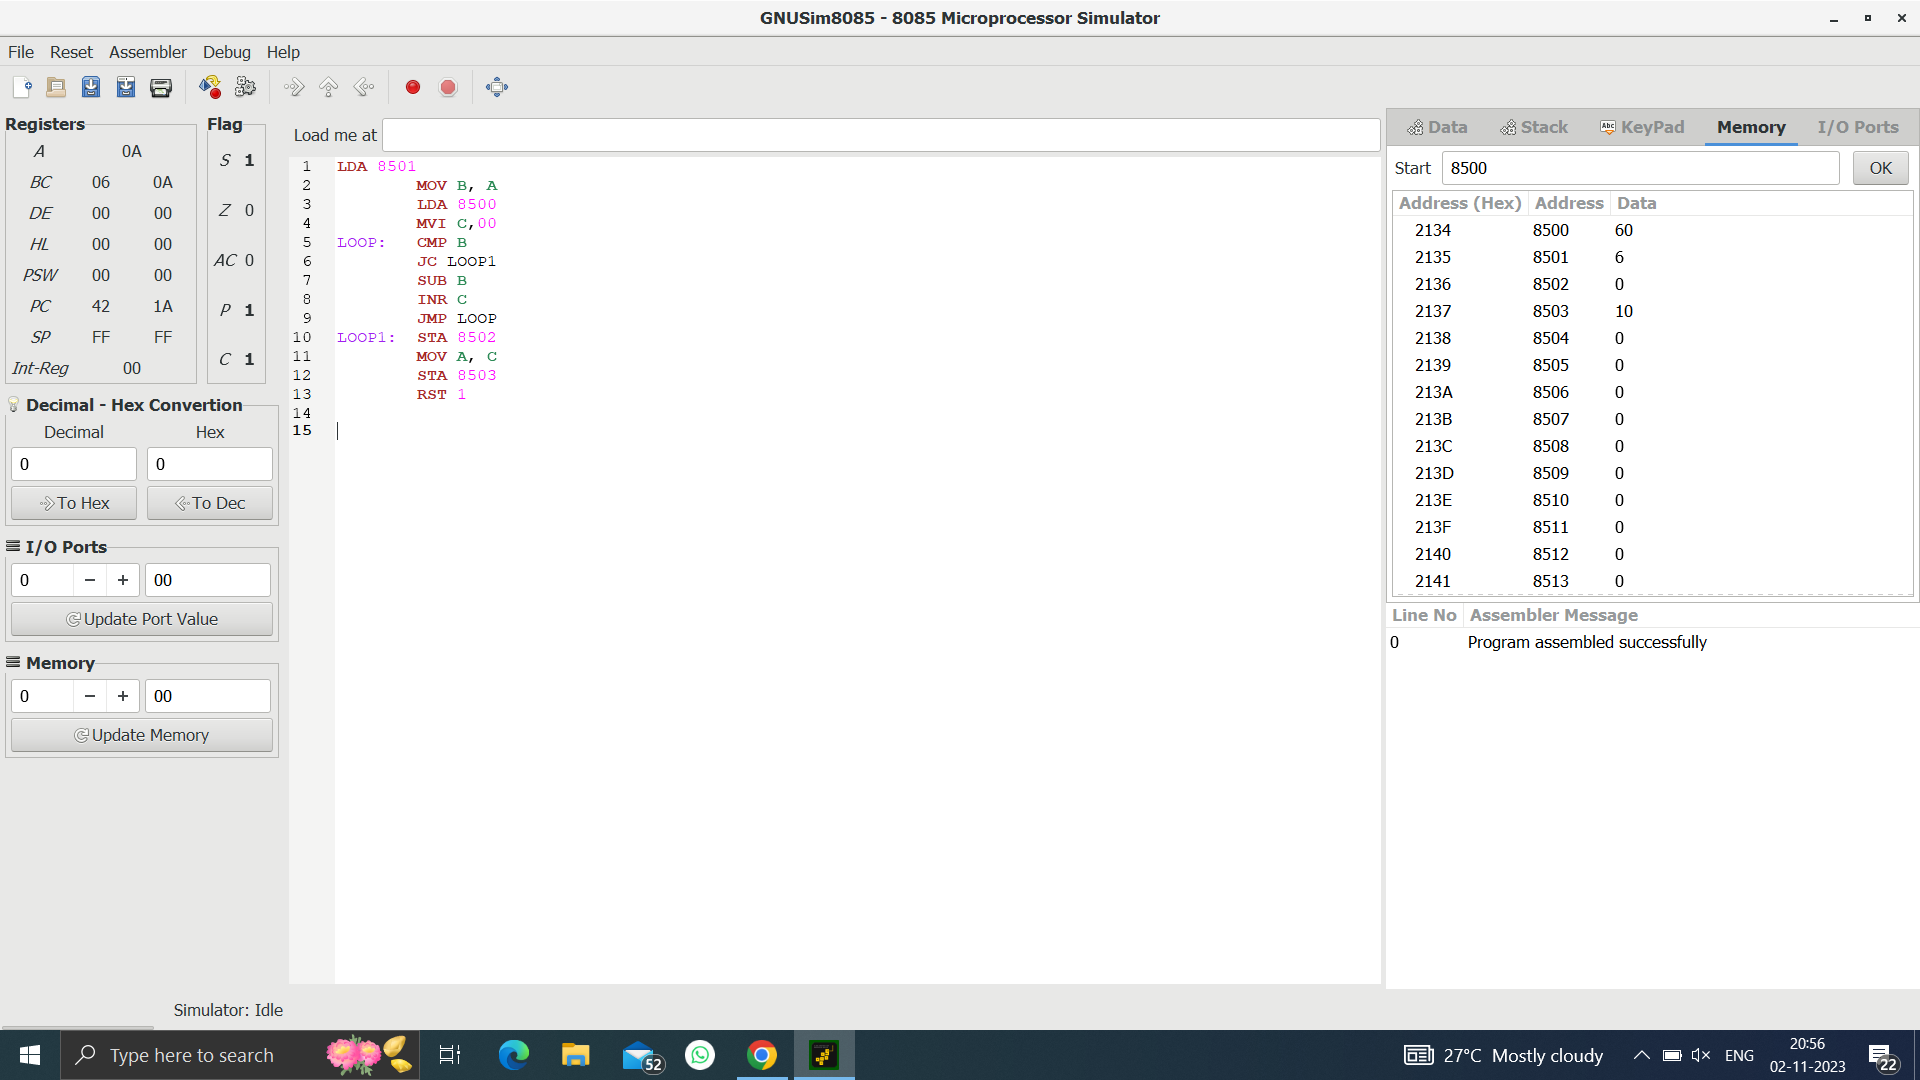 GNUSim8085 - 8085 Microprocessor Simulator
File Reset Assembler Debug Help
Registers
A 0A
BC 06 0A
DE 00 00
HL 00 00
PSW 00 00
PC 42 1A
SP FF FF
Int-Reg 00
Flag
S 1
Z 0
AC 0
P 1
C 1
Decimal - Hex Convertion
Decimal Hex
0 0
To Hex To Dec
I/O Ports
0 − + 00
Update Port Value
Memory
0 − + 00
Update Memory
Simulator: Idle
Load me at
1 LDA 8501
2 MOV B, A
3 LDA 8500
4 MVI C,00
5 LOOP: CMP B
6 JC LOOP1
7 SUB B
8 INR C
9 JMP LOOP
10 LOOP1: STA 8502
11 MOV A, C
12 STA 8503
13 RST 1
14
15
Data Stack Abc KeyPad Memory I/O Ports
Start 8500 OK
Address (Hex) Address Data
2134 8500 60
2135 8501 6
2136 8502 0
2137 8503 10
2138 8504 0
2139 8505 0
213A 8506 0
213B 8507 0
213C 8508 0
213D 8509 0
213E 8510 0
213F 8511 0
2140 8512 0
2141 8513 0
Line No Assembler Message
0 Program assembled successfully
Type here to search
52
27°C Mostly cloudy
ENG
20:56
02-11-2023
22